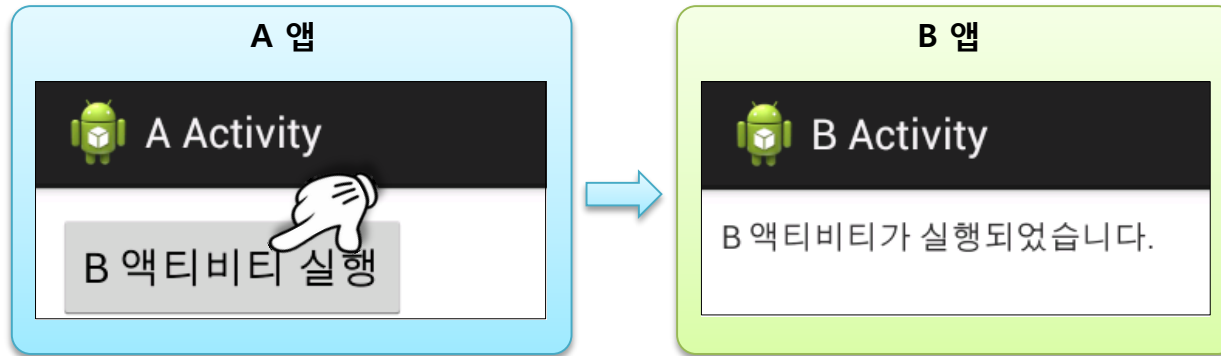 A 앱
A Activity
B 액티비티 실행
B 앱
B Activity
B 액티비티가 실행되었습니다.